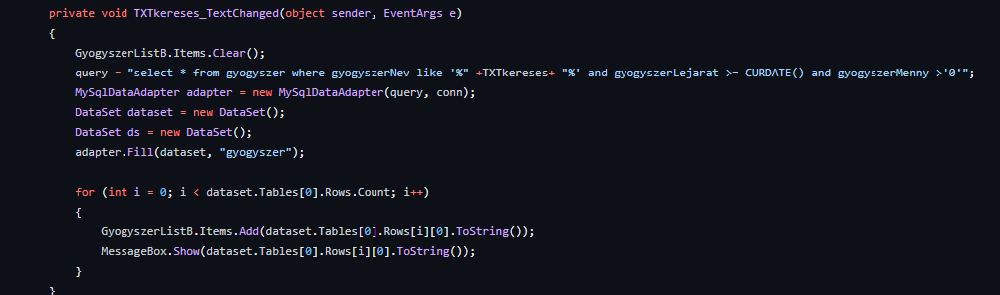 private void TXTkereses_TextChanged(object sender, EventArgs e)
{
GyogyszerListB.Items.Clear();
query = "select * from gyogyszer where gyogyszerNev like '%" +TXTkereses+ "%' and gyogyszerLejarat >= CURDATE() and gyogyszerMenny >'0'";
MySqlDataAdapter adapter = new MySqlDataAdapter(query, conn);
DataSet dataset = new DataSet();
DataSet ds = new DataSet();
adapter.Fill(dataset, "gyogyszer");
for (int i = 0; i < dataset.Tables[0].Rows.Count; i++)
{
GyogyszerListB.Items.Add(dataset.Tables[0].Rows[i][0].ToString());
MessageBox.Show(dataset.Tables[0].Rows[i][0].ToString());
}
}